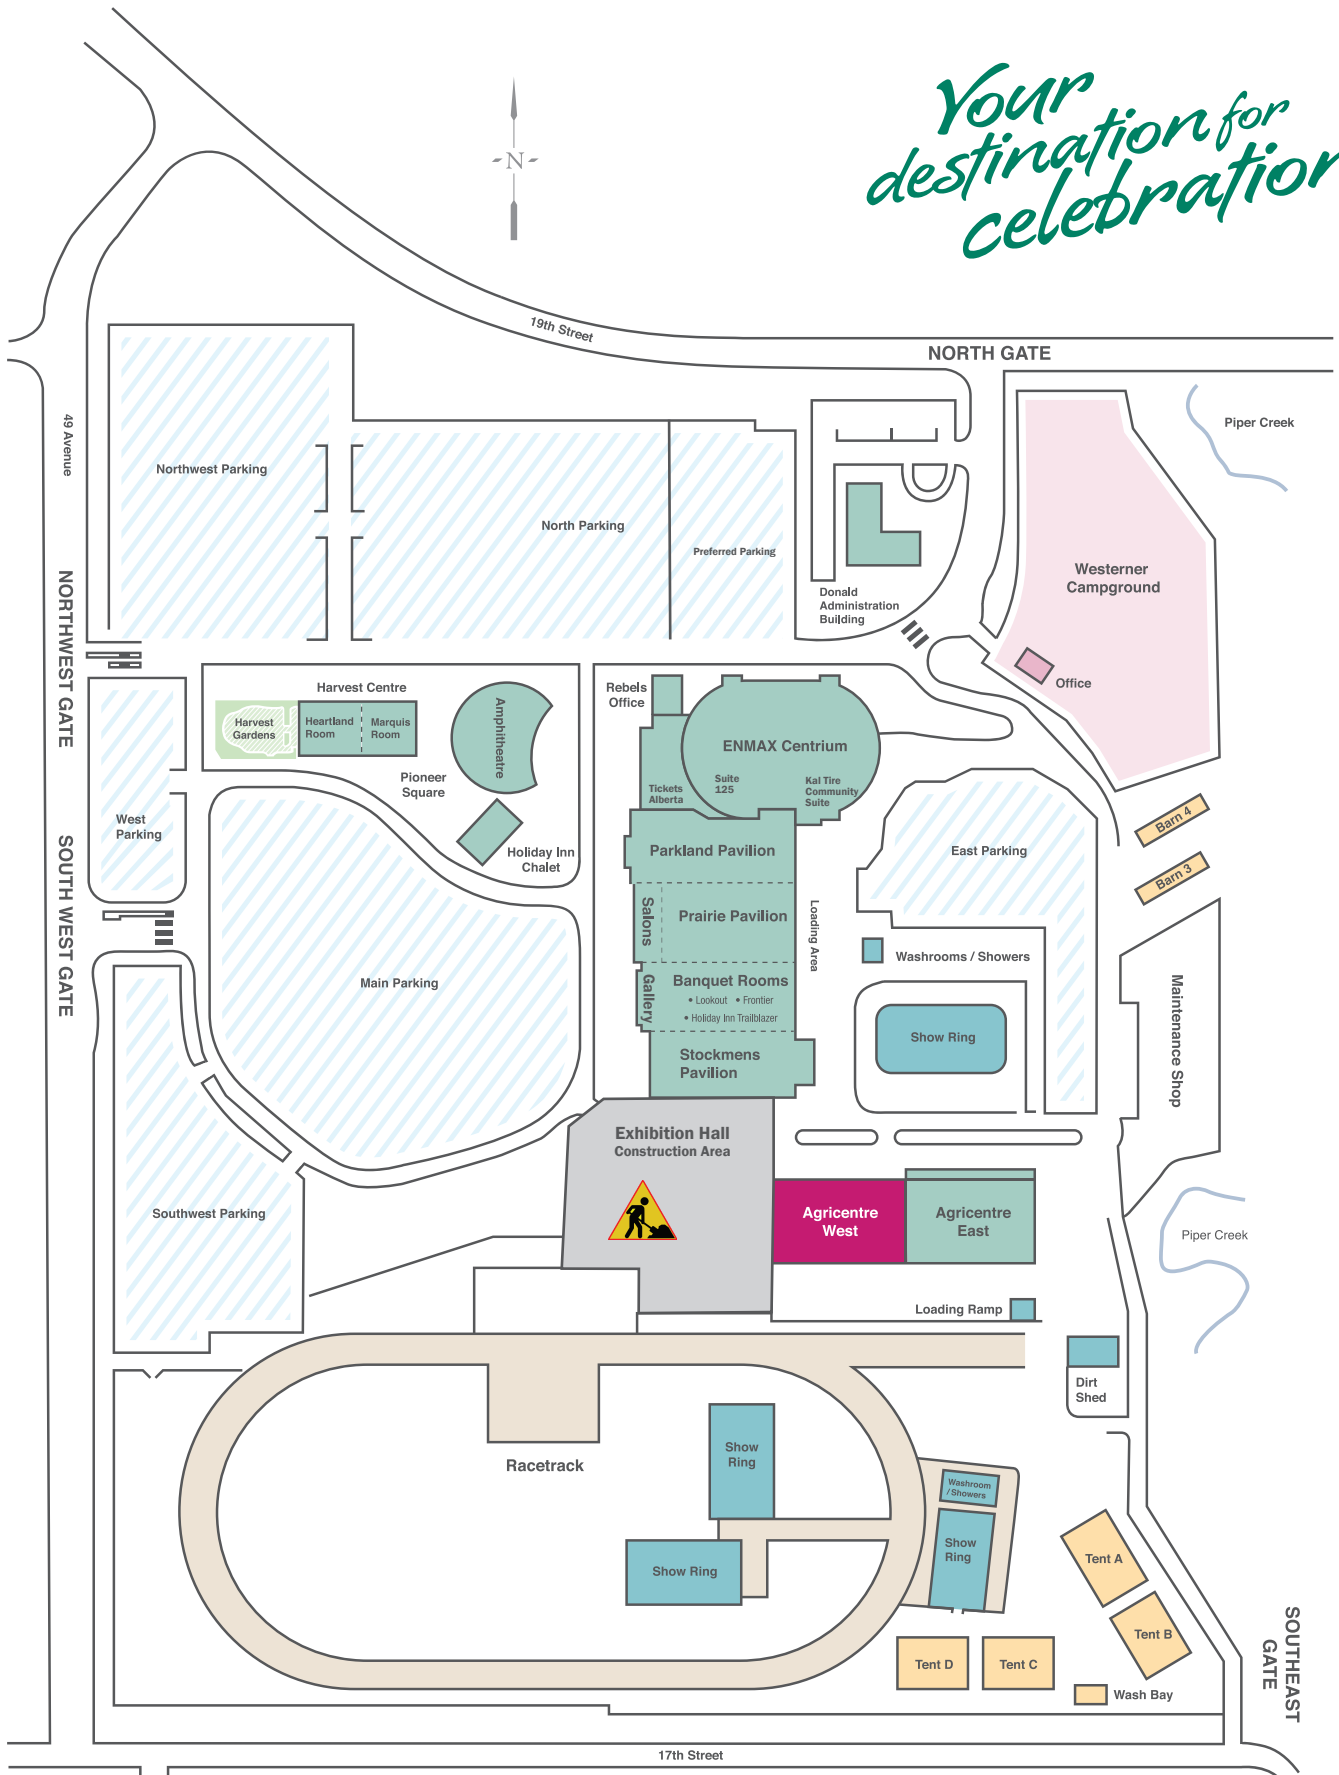 Your
destination for
celebration
N
19th Street
NORTH GATE
49 Avenue
Piper Creek
Northwest Parking
North Parking
Preferred Parking
Westerner
Campground
Donald
Administration
Building
NORTHWEST GATE
Office
Harvest Centre
Harvest
Gardens
Heartland
Room
Marquis
Room
Amphitheatre
Pioneer
Square
Holiday Inn
Chalet
Rebels
Office
ENMAX Centrium
Suite
125
Kal Tire
Community
Suite
Tickets
Alberta
West
Parking
SOUTH WEST GATE
Parkland Pavilion
East Parking
Barn 4
Barn 3
Salons
Prairie Pavilion
Loading Area
Washrooms / Showers
Main Parking
Gallery
Banquet Rooms
• Lookout • Frontier
• Holiday Inn Trailblazer
Show Ring
Maintenance Shop
Stockmens
Pavilion
Exhibition Hall
Construction Area
Southwest Parking
Agricentre
West
Agricentre
East
Piper Creek
Loading Ramp
Dirt
Shed
Racetrack
Show
Ring
Show Ring
Washroom
/ Showers
Show
Ring
Tent A
Tent B
Tent D
Tent C
Wash Bay
SOUTHEAST
GATE
17th Street